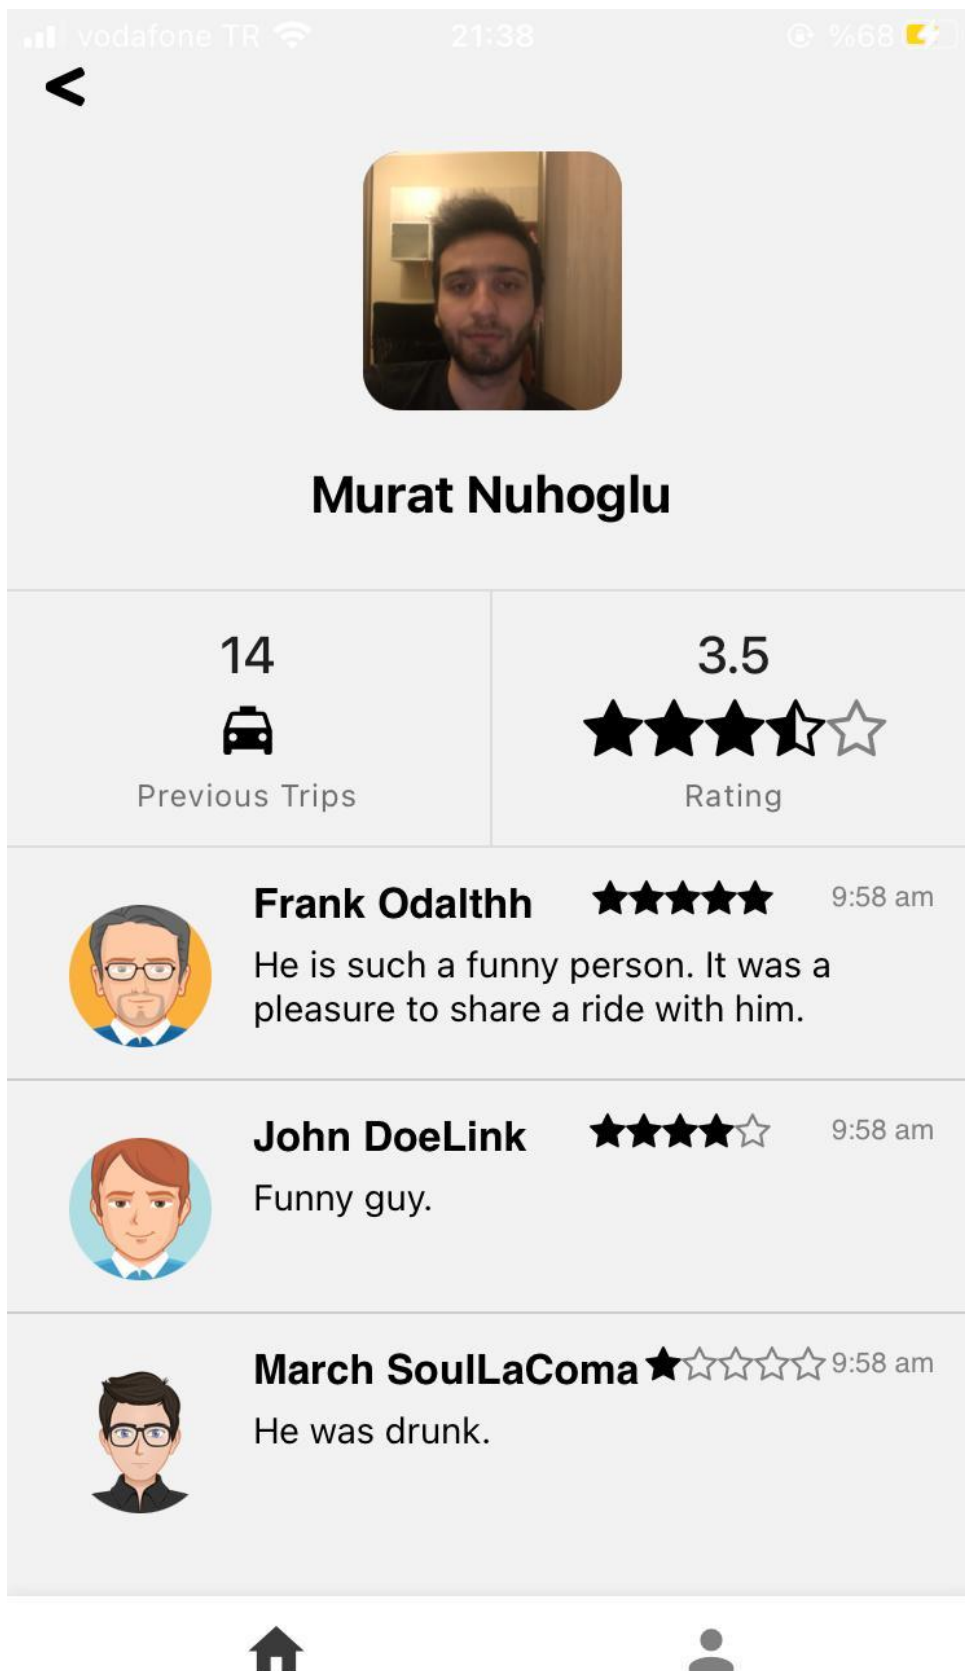 vodafone TR 21:38 %68
<
Murat Nuhoglu
14 3.5
Previous Trips Rating
Frank Odalthh 9:58 am
He is such a funny person. It was a
pleasure to share a ride with him.
John DoeLink 9:58 am
Funny guy.
March SoulLaComa 9:58 am
He was drunk.